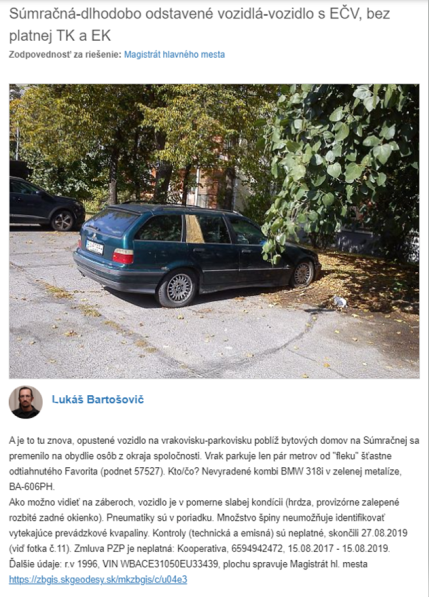 Súmračná-dlhodobo odstavené vozidlá-vozidlo s EČV, bez
platnej TK a EK
Zodpovednosť za riešenie: Magistrát hlavného mesta
Lukáš Bartošovič
A je to tu znova, opustené vozidlo na vrakovisku-parkovisku poblíž bytových domov na Súmračnej sa
premenilo na obydlie osôb z okraja spoločnosti. Vrak parkuje len pár metrov od "fleku" šťastne
odtiahnutého Favorita (podnet 57527). Kto/čo? Nevyradené kombi BMW 318i v zelenej metalíze,
BA-606PH.
Ako možno vidieť na záberoch, vozidlo je v pomerne slabej kondícii (hrdza, provizórne zalepené
rozbité zadné okienko). Pneumatiky sú v poriadku. Množstvo špiny neumožňuje identifikovať
vytekajúce prevádzkové kvapaliny. Kontroly (technická a emisná) sú neplatné, skončili 27.08.2019
(viď fotka č.11). Zmluva PZP je neplatná: Kooperativa, 6594942472, 15.08.2017 - 15.08.2019.
Ďalšie údaje: r.v 1996, VIN WBACE31050EU33439, plochu spravuje Magistrát hl. mesta
https://zbgis.skgeodesy.sk/mkzbgis/c/u04e3